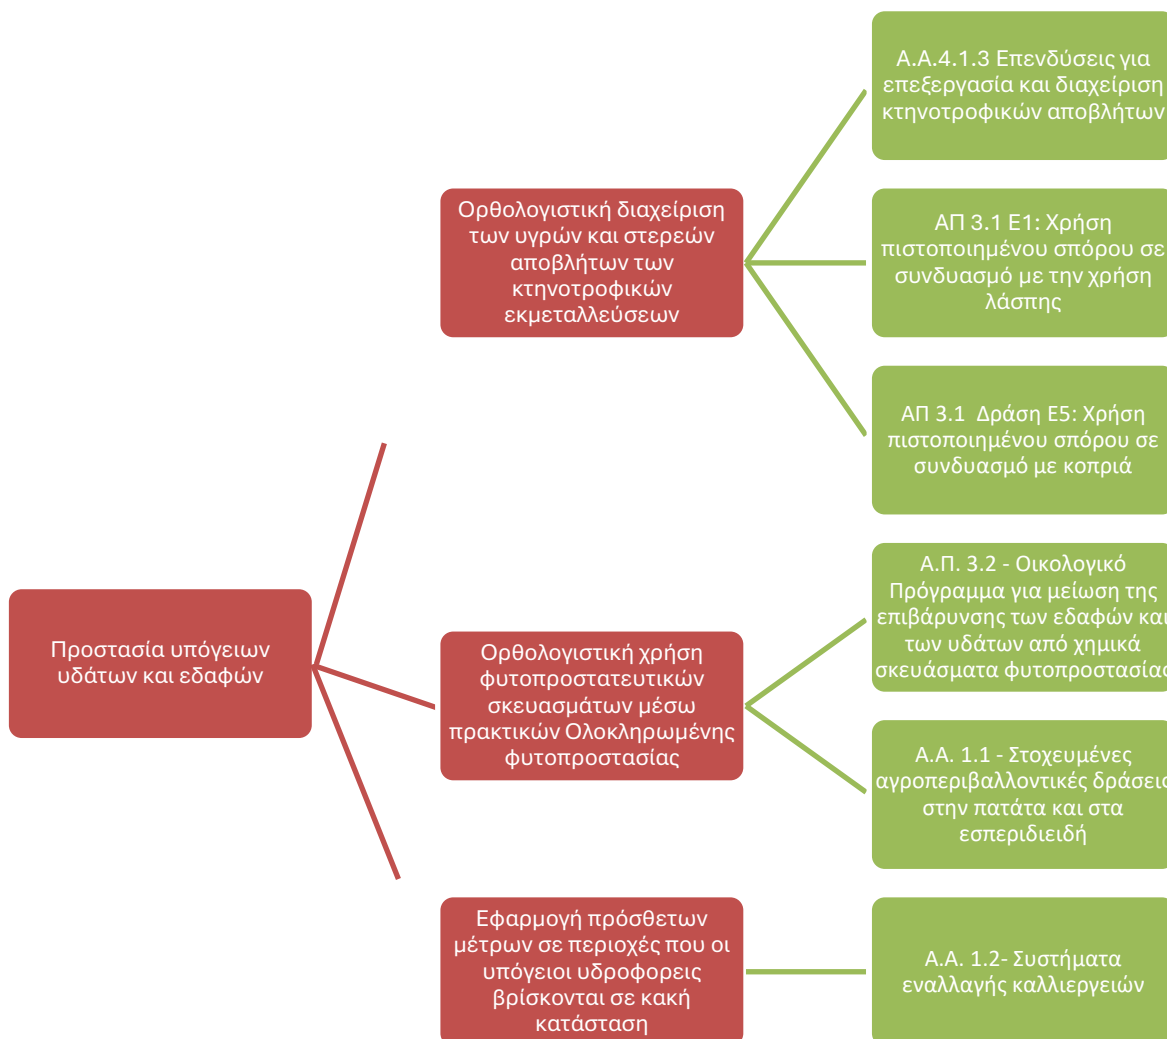 Προστασία υπόγειων
υδάτων και εδαφών
Ορθολογιστική διαχείριση
των υγρών και στερεών
αποβλήτων των
κτηνοτροφικών
εκμεταλλεύσεων
Α.Α.4.1.3 Επενδύσεις για
επεξεργασία και διαχείριση
κτηνοτροφικών αποβλήτων
ΑΠ 3.1 Ε1: Χρήση
πιστοποιημένου σπόρου σε
συνδυασμό με την χρήση
λάσπης
ΑΠ 3.1 Δράση Ε5: Χρήση
πιστοποιημένου σπόρου σε
συνδυασμό με κοπριά
Ορθολογιστική χρήση
φυτοπροστατευτικών
σκευασμάτων μέσω
πρακτικών Ολοκληρωμένης
φυτοπροστασίας
Α.Π. 3.2 - Οικολογικό
Πρόγραμμα για μείωση της
επιβάρυνσης των εδαφών και
των υδάτων από χημικά
σκευάσματα φυτοπροστασίας
Α.Α. 1.1 - Στοχευμένες
αγροπεριβαλλοντικές δράσεις
στην πατάτα και στα
εσπεριδιειδή
Εφαρμογή πρόσθετων
μέτρων σε περιοχές που οι
υπόγειοι υδροφορεις
βρίσκονται σε κακή
κατάσταση
Α.Α. 1.2- Συστήματα
εναλλαγής καλλιεργειών